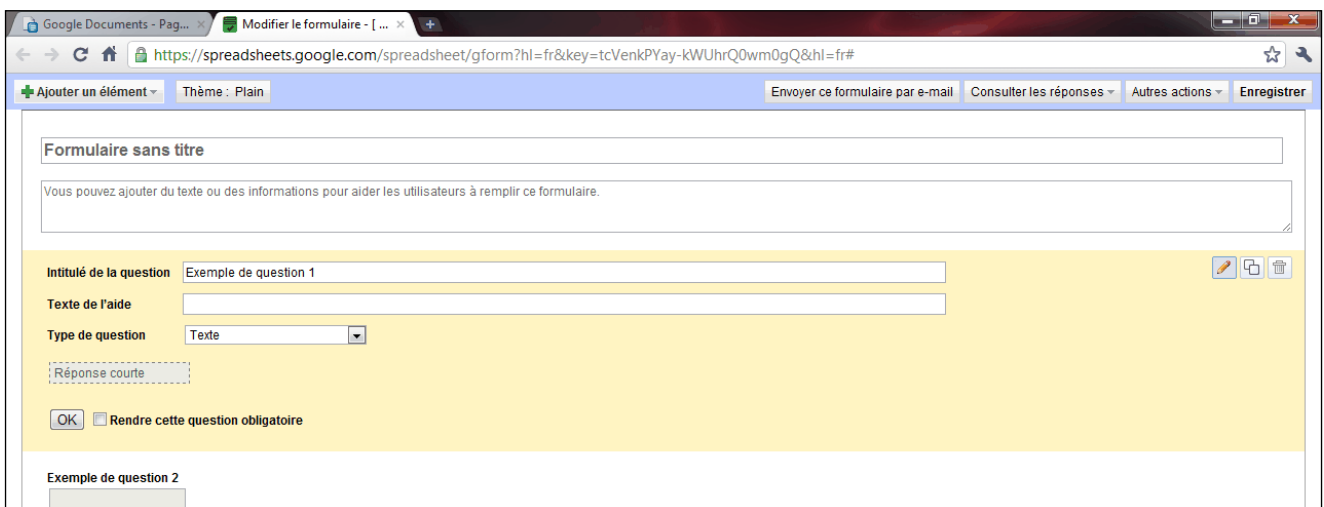 Google Documents - Pag...
Modifier le formulaire - [ ...
https://spreadsheets.google.com/spreadsheet/gform?hl=fr&key=tcVenkPYay-kWUhrQ0wm0gQ&hl=fr#
Ajouter un élément Thème : Plain Envoyer ce formulaire par e-mail Consulter les réponses Autres actions Enregistrer
Formulaire sans titre
Vous pouvez ajouter du texte ou des informations pour aider les utilisateurs à remplir ce formulaire.
Intitulé de la question Exemple de question 1
Texte de l'aide
Type de question Texte
Réponse courte
OK Rendre cette question obligatoire
Exemple de question 2